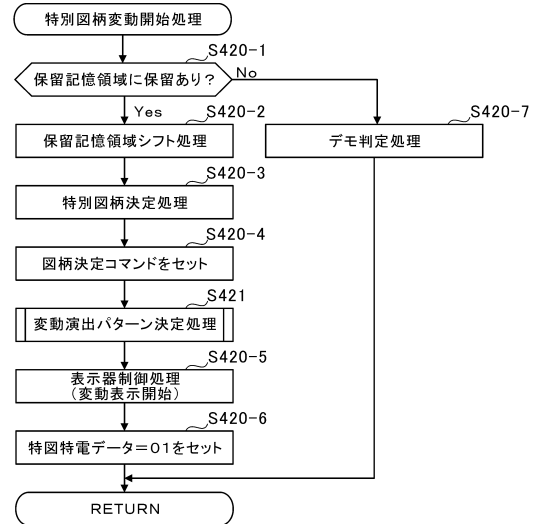 特別図柄変動開始処理
S420-1
保留記憶領域に保留あり?
No
Yes
S420-2
保留記憶領域シフト処理
S420-7
デモ判定処理
S420-3
特別図柄決定処理
S420-4
図柄決定コマンドをセット
S421
変動演出パターン決定処理
S420-5
表示器制御処理
(変動表示開始)
S420-6
特図特電データ=01をセット
RETURN